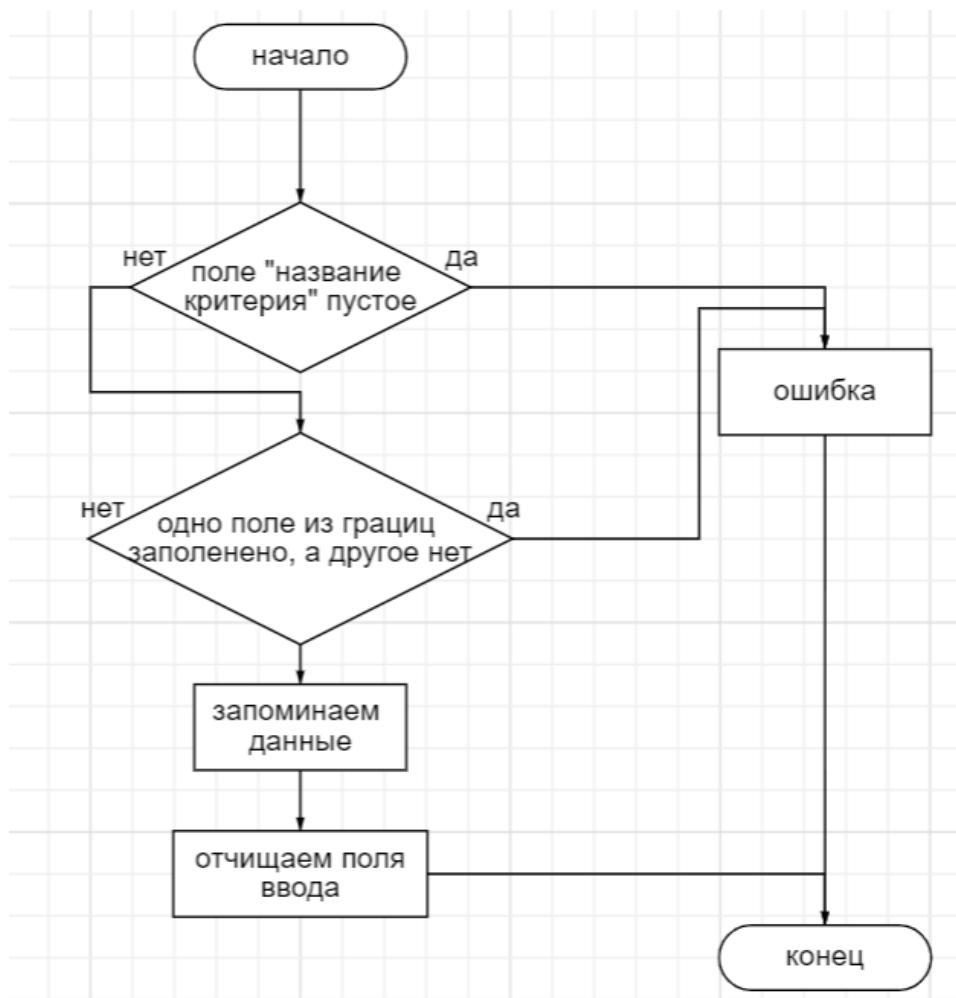 начало
нет
да
поле "название
критерия" пустое
ошибка
нет
да
одно поле из грациц
заполенено, а другое нет
запоминаем
данные
отчищаем поля
ввода
конец